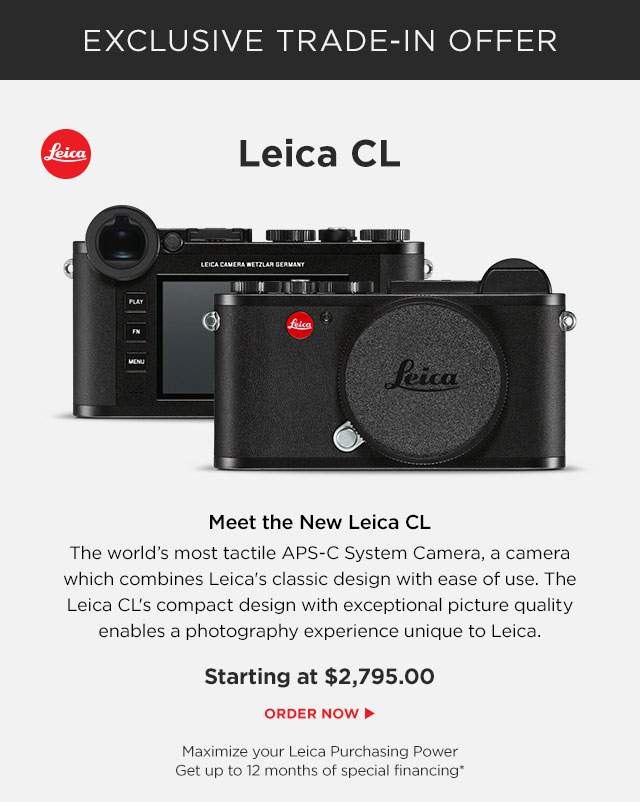 EXCLUSIVE TRADE-IN OFFER
Leica
Leica CL
LEICA CAMERA WETZLAR GERMANY
PLAY
FN
MENU
Leica
Leica
Meet the New Leica CL
The world’s most tactile APS-C System Camera, a camera
which combines Leica's classic design with ease of use. The
Leica CL's compact design with exceptional picture quality
enables a photography experience unique to Leica.
Starting at $2,795.00
ORDER NOW ▶
Maximize your Leica Purchasing Power
Get up to 12 months of special financing*